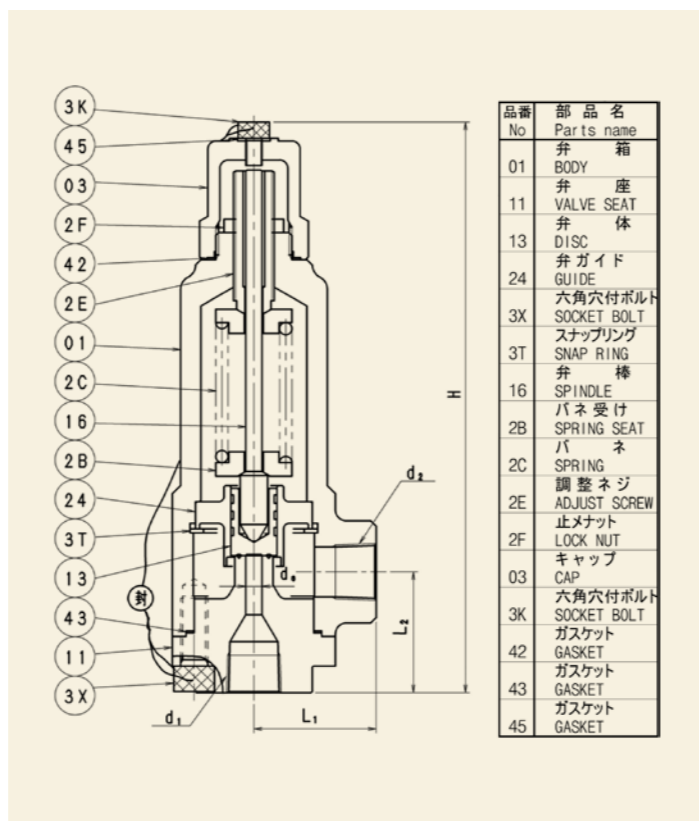 3K
45
03
2F
42
2E
01
2C
16
2B
24
3T
13
43
11
3X
封
H
d₂
d₀
L₂
d₁
L₁
品番 部品名
No Parts name
弁箱
01 BODY
弁座
11 VALVE SEAT
弁体
13 DISC
弁ガイド
24 GUIDE
六角穴付ボルト
3X SOCKET BOLT
スナップリング
3T SNAP RING
弁棒
16 SPINDLE
バネ受け
2B SPRING SEAT
バネ
2C SPRING
調整ネジ
2E ADJUST SCREW
止メナット
2F LOCK NUT
キャップ
03 CAP
六角穴付ボルト
3K SOCKET BOLT
ガスケット
42 GASKET
ガスケット
43 GASKET
ガスケット
45 GASKET